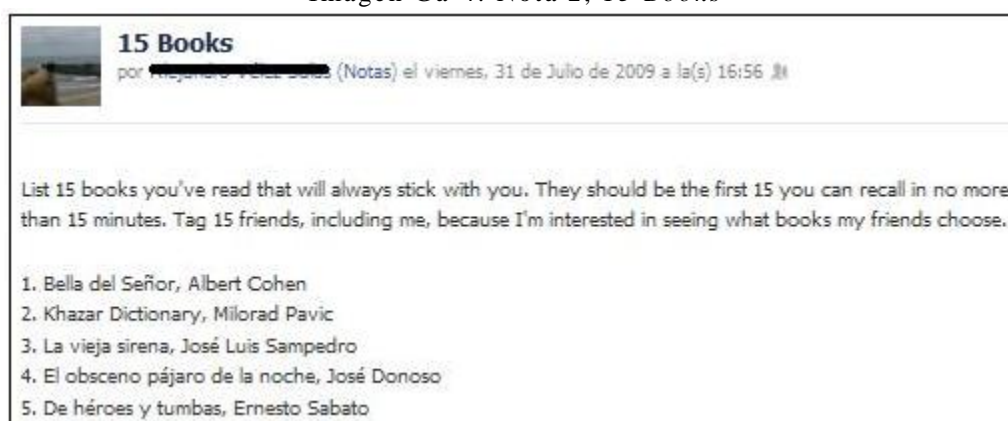 15 Books
por (Notas) el viernes, 31 de Julio de 2009 a la(s) 16:56
List 15 books you've read that will always stick with you. They should be the first 15 you can recall in no more
than 15 minutes. Tag 15 friends, including me, because I'm interested in seeing what books my friends choose.
1. Bella del Señor, Albert Cohen
2. Khazar Dictionary, Milorad Pavic
3. La vieja sirena, José Luis Sampedro
4. El obsceno pájaro de la noche, José Donoso
5. De héroes y tumbas, Ernesto Sabato